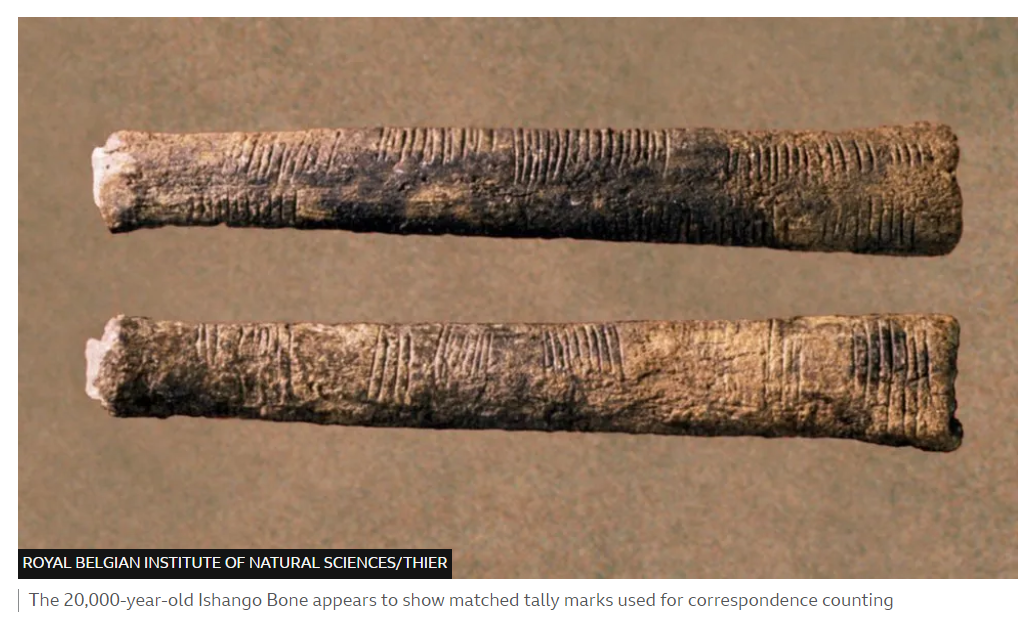 ROYAL BELGIAN INSTITUTE OF NATURAL SCIENCES/THIER
The 20,000-year-old Ishango Bone appears to show matched tally marks used for correspondence counting